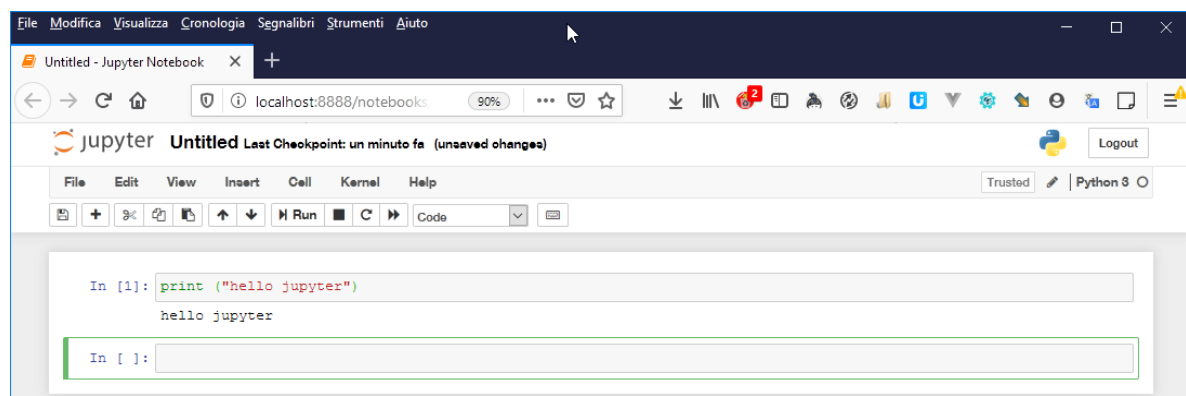 File Modifica Visualizza Cronologia Segnalibri Strumenti Aiuto
Untitled - Jupyter Notebook
localhost:8888/notebooks 90% 2
jupyter Untitled Last Checkpoint: un minuto fa (unsaved changes) Logout
File Edit View Insert Cell Kernel Help Trusted Python 3
Run Code
In [1]: print ("hello jupyter")
hello jupyter
In [ ]: